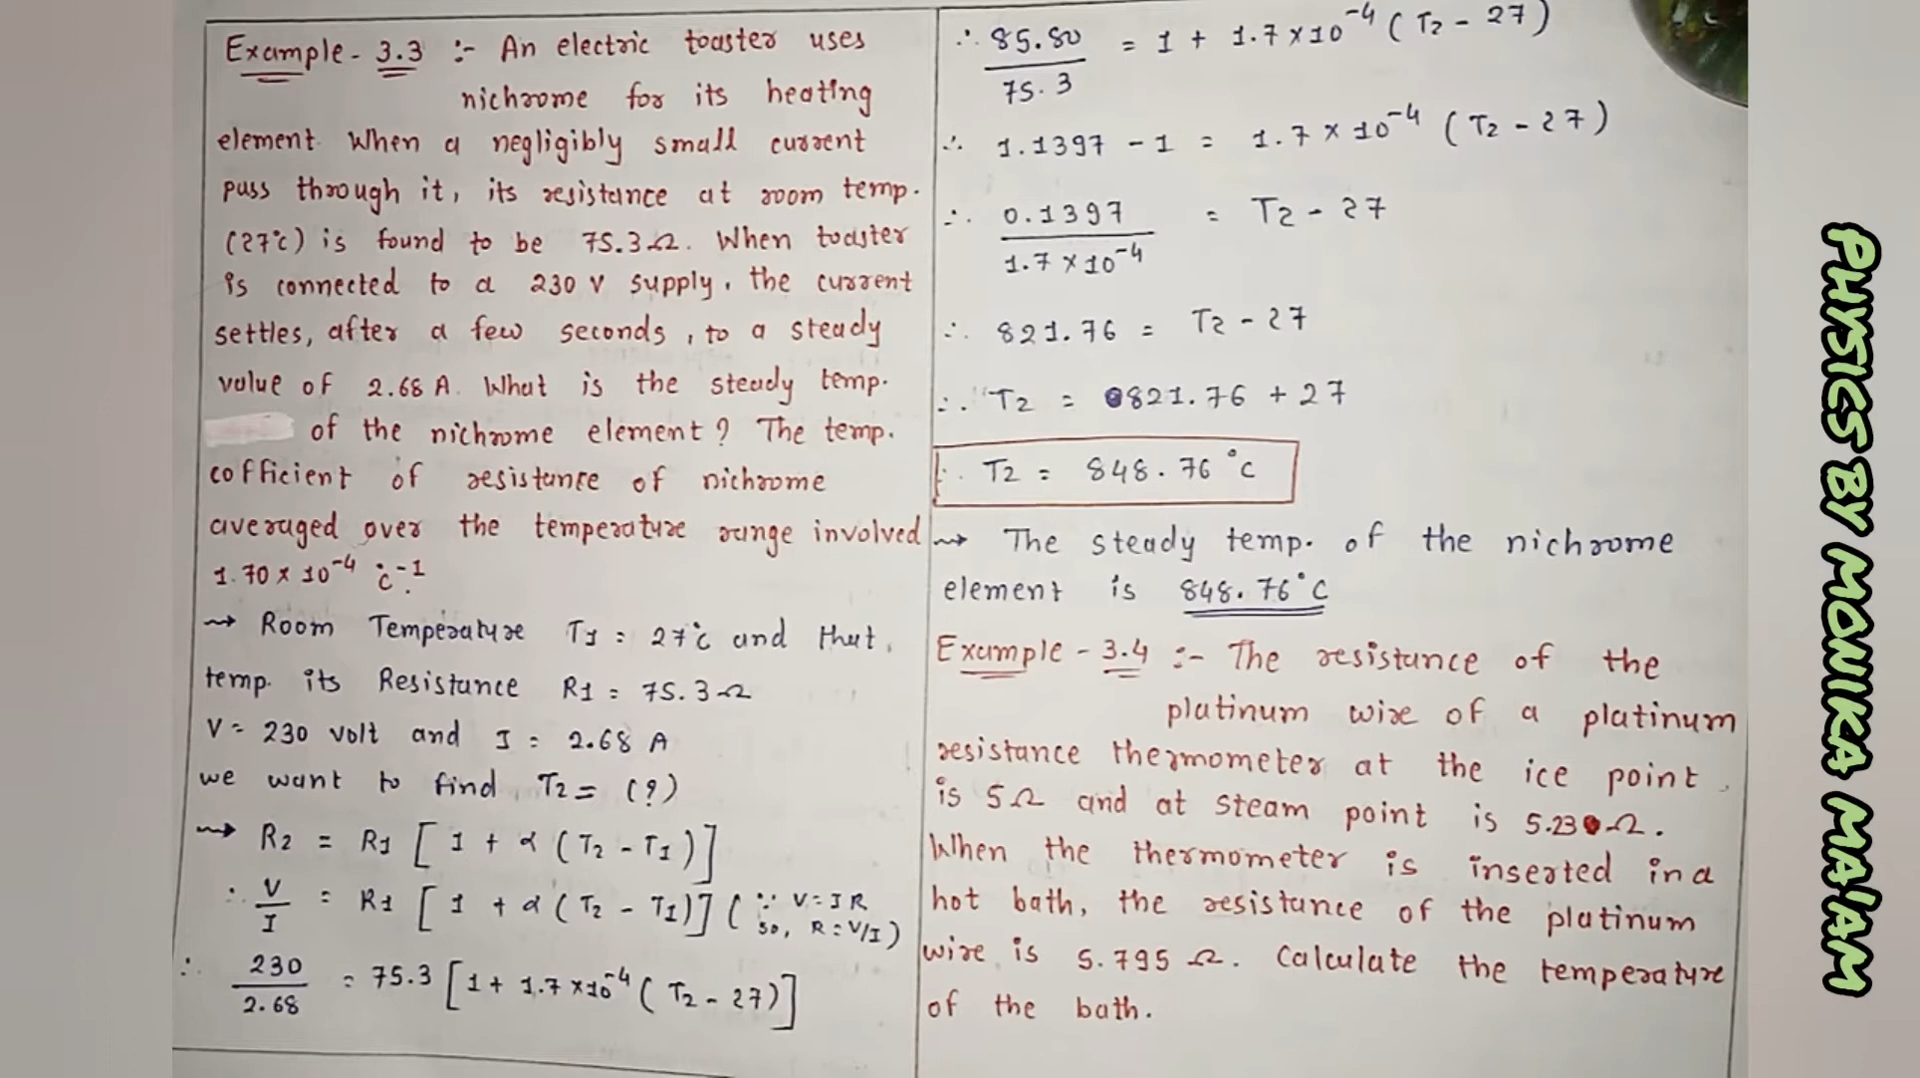 Example - 3.3 :- An electric toaster uses
nichrome for its heating
element. When a negligibly small current
pass through it, its resistance at room temp.
(27°c) is found to be 75.3Ω. When toaster
is connected to a 230 V supply, the current
settles, after a few seconds, to a steady
value of 2.68 A. What is the steady temp.
of the nichrome element? The temp.
cofficient of resistance of nichrome
averaged over the temperature range involved
1.70 × 10⁻⁴ °c⁻¹.
⇝ Room Temperature T1 = 27°c and that
temp. its Resistance R1 = 75.3Ω
V = 230 volt and I = 2.68 A
we want to find T2 = (?)
⇝ R2 = R1 [ 1 + α ( T2 - T1 )]
∴ V/I = R1 [ 1 + α ( T2 - T1 )] ( ∵ V = IR
so, R = V/I )
∴ 230/2.68 = 75.3 [ 1 + 1.7 × 10⁻⁴ ( T2 - 27 )]
∴ 85.80/75.3 = 1 + 1.7 × 10⁻⁴ ( T2 - 27 )
∴ 1.1397 - 1 = 1.7 × 10⁻⁴ ( T2 - 27 )
∴ 0.1397/1.7 × 10⁻⁴ = T2 - 27
∴ 821.76 = T2 - 27
∴ T2 = 821.76 + 27
∴ T2 = 848.76 °c
⇝ The steady temp. of the nichrome
element is 848.76°C
Example - 3.4 :- The resistance of the
platinum wire of a platinum
resistance thermometer at the ice point
is 5Ω and at steam point is 5.23Ω.
When the thermometer is inserted in a
hot bath, the resistance of the platinum
wire is 5.795 Ω. Calculate the temperature
of the bath.
PHYSICS BY MONIKA MA'AM